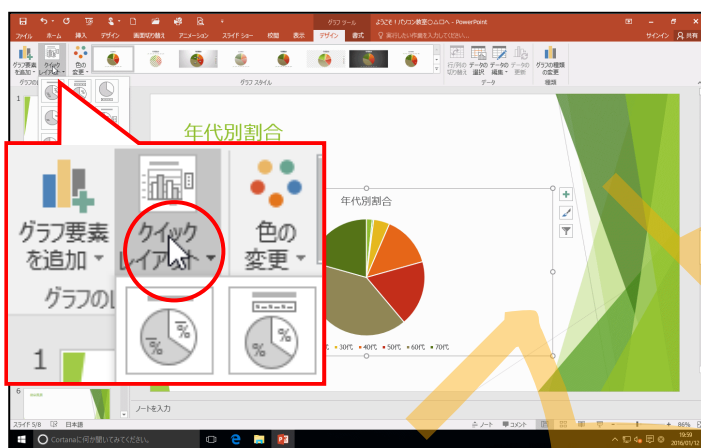 グラフ ツール
ようこそ！パソコン教室〇△□へ - PowerPoint
ファイル ホーム 挿入 デザイン 画面切り替え アニメーション スライド ショー 校閲 表示 デザイン 書式 実行したい作業を入力してください... サインイン 共有
グラフ要素を追加 クイックレイアウト 色の変更
行/列の切り替え データの選択 データの編集 データの更新 グラフの種類の変更
グラフ スタイル データ 種類
1
年代別割合
グラフ要素
を追加
クイック
レイアウト
色の
変更
グラフのL
%
%
%
%
1
年代別割合
30代 40代 50代 60代 70代
6
ノートを入力
スライド 5/8 日本語 ノート コメント 86%
Cortanaに何か聞いてみてください。
19:59
2016/01/12